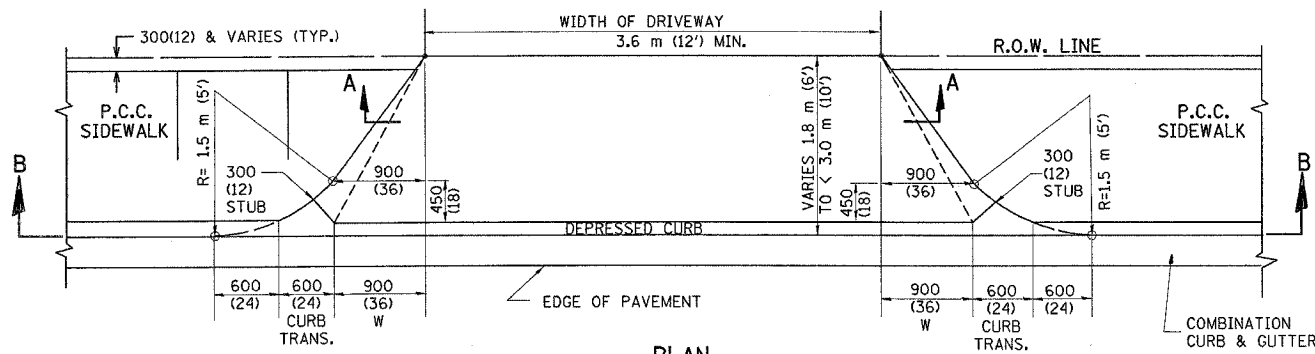 WIDTH OF DRIVEWAY
3.6 m (12') MIN.
300(12) & VARIES (TYP.)
R.O.W. LINE
A
A
P.C.C.
SIDEWALK
P.C.C.
SIDEWALK
R= 1.5 m (5')
VARIES 1.8 m (6')
TO < 3.0 m (10')
R=1.5 m (5')
B
B
300
(12)
STUB
900
(36)
450
(18)
900
(36)
450
(18)
300
(12)
STUB
DEPRESSED CURB
600
(24)
600
(24)
CURB
TRANS.
900
(36)
W
EDGE OF PAVEMENT
900
(36)
W
600
(24)
CURB
TRANS.
600
(24)
COMBINATION
CURB & GUTTER
PLAN